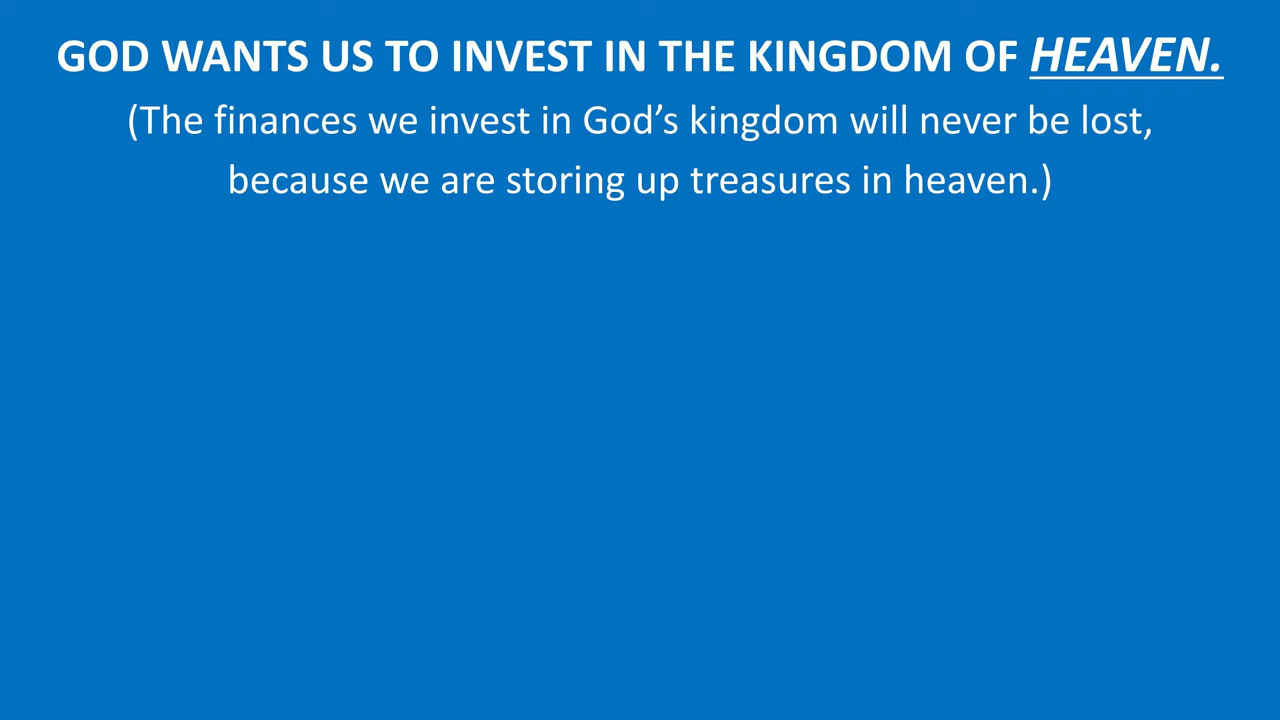 GOD WANTS US TO INVEST IN THE KINGDOM OF HEAVEN.
(The finances we invest in God’s kingdom will never be lost,
because we are storing up treasures in heaven.)